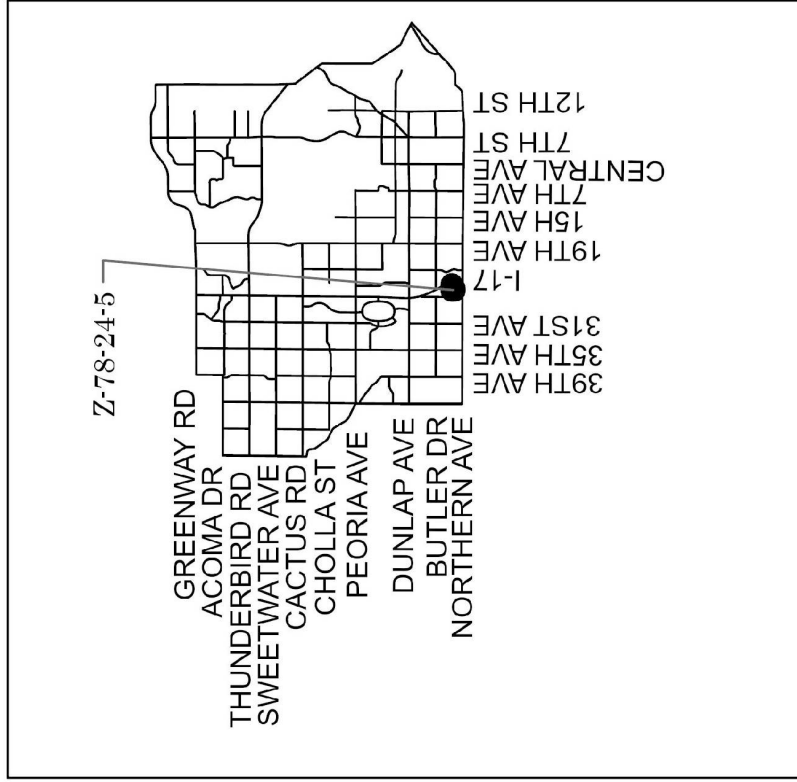 Z-78-24-5
GREENWAY RD
ACOMA DR
THUNDERBIRD RD
SWEETWATER AVE
CACTUS RD
CHOLLA ST
PEORIA AVE
DUNLAP AVE
BUTLER DR
NORTHERN AVE
12TH ST
7TH ST
CENTRAL AVE
7TH AVE
15H AVE
19TH AVE
I-17
31ST AVE
35TH AVE
39TH AVE